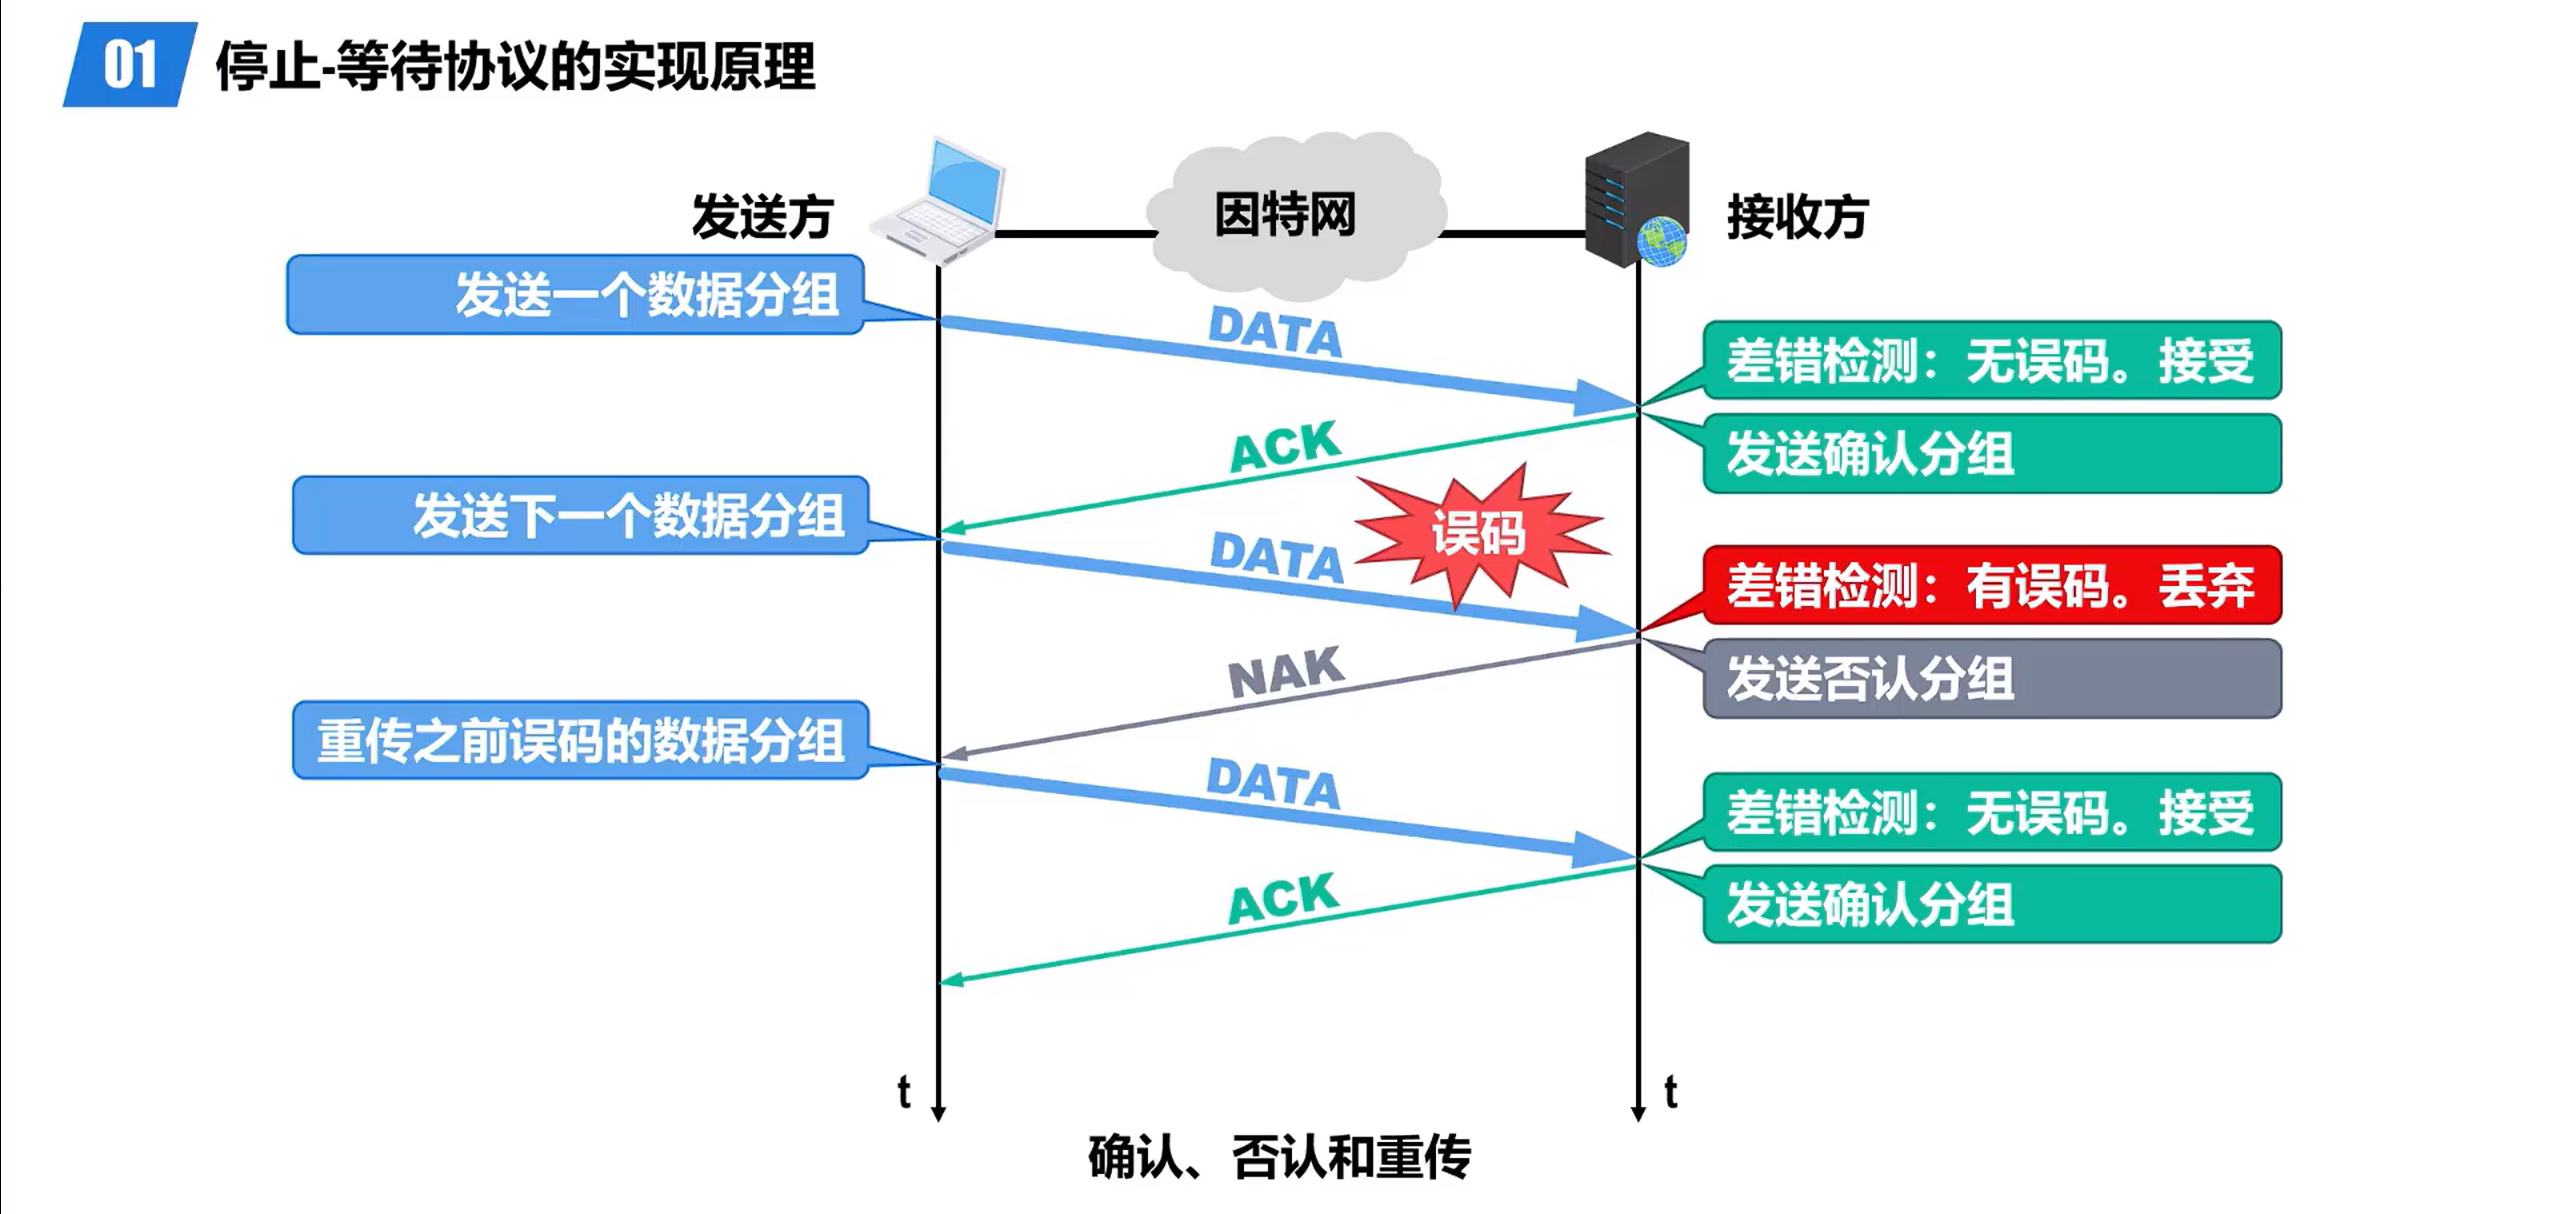 01 停止-等待协议的实现原理
发送方
因特网
接收方
发送一个数据分组
DATA
差错检测：无误码。接受
ACK
发送确认分组
发送下一个数据分组
误码
DATA
差错检测：有误码。丢弃
NAK
发送否认分组
重传之前误码的数据分组
DATA
差错检测：无误码。接受
ACK
发送确认分组
t
t
确认、否认和重传